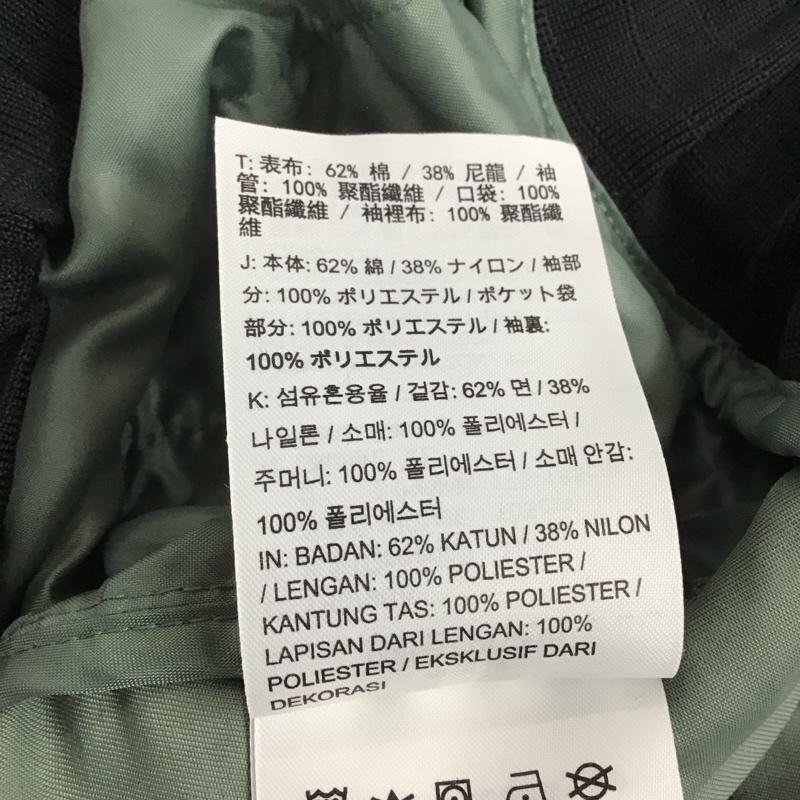 T: 表布: 62% 棉 / 38% 尼龍 / 袖
管: 100% 聚酯纖維 / 口袋: 100%
聚酯纖維 / 袖裡布: 100% 聚酯纖
維
J: 本体: 62% 綿 / 38% ナイロン / 袖部
分: 100% ポリエステル / ポケット袋
部分: 100% ポリエステル / 袖裏:
100% ポリエステル
K: 섬유혼용율 / 겉감: 62% 면 / 38%
나일론 / 소매: 100% 폴리에스터 /
주머니: 100% 폴리에스터 / 소매 안감:
100% 폴리에스터
IN: BADAN: 62% KATUN / 38% NILON
/ LENGAN: 100% POLIESTER /
KANTUNG TAS: 100% POLIESTER /
LAPISAN DARI LENGAN: 100%
POLIESTER / EKSKLUSIF DARI
DEKORASI